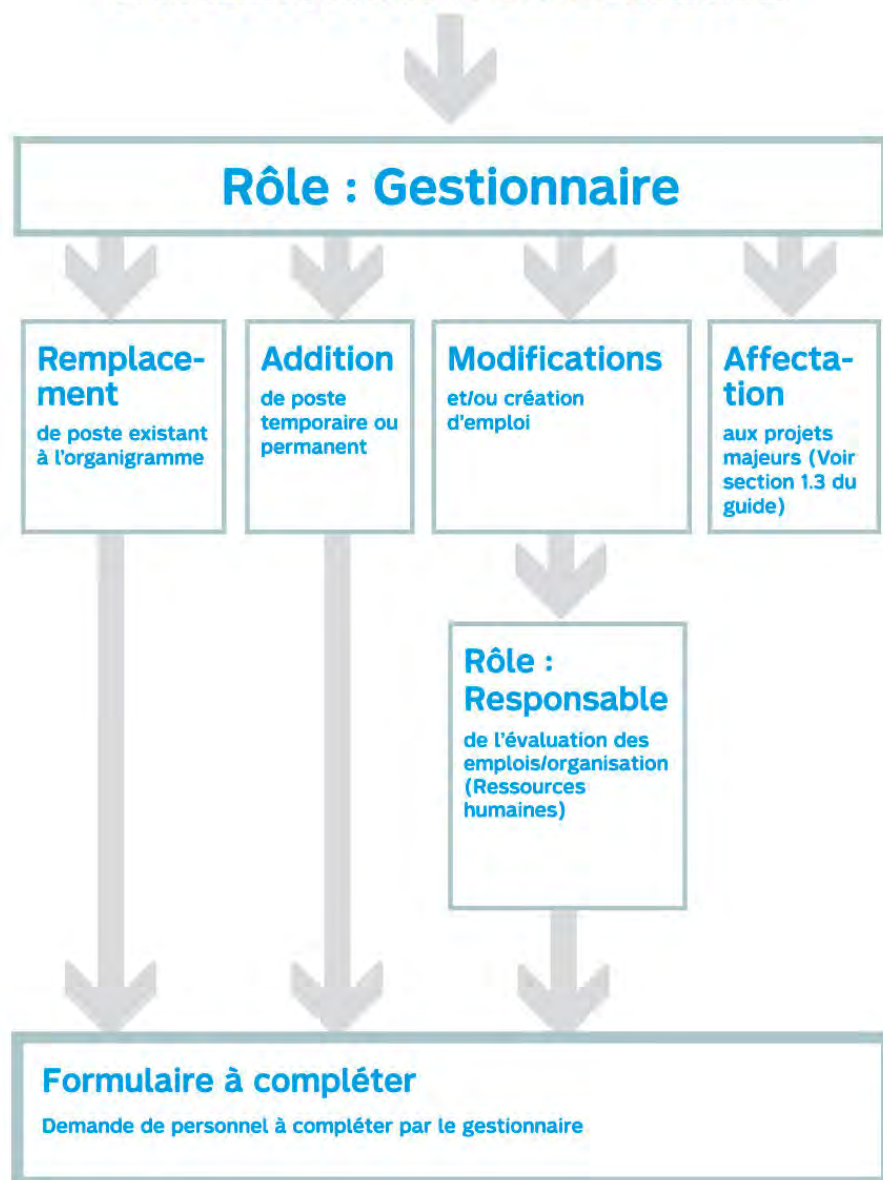 Rôle : Gestionnaire
Remplace-
ment
de poste existant
à l'organigramme
Addition
de poste
temporaire ou
permanent
Modifications
et/ou création
d'emploi
Affecta-
tion
aux projets
majeurs (Voir
section 1.3 du
guide)
Rôle :
Responsable
de l'évaluation des
emplois/organisation
(Ressources
humaines)
Formulaire à compléter
Demande de personnel à compléter par le gestionnaire